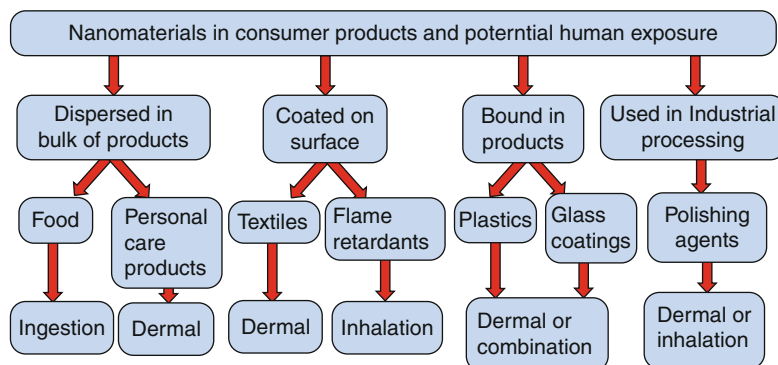 Nanomaterials in consumer products and potential human exposure
Dispersed in
bulk of products
Coated on
surface
Bound in
products
Used in Industrial
processing
Food
Personal
care
products
Textiles
Flame
retardants
Plastics
Glass
coatings
Polishing
agents
Ingestion
Dermal
Dermal
Inhalation
Dermal or
combination
Dermal or
inhalation